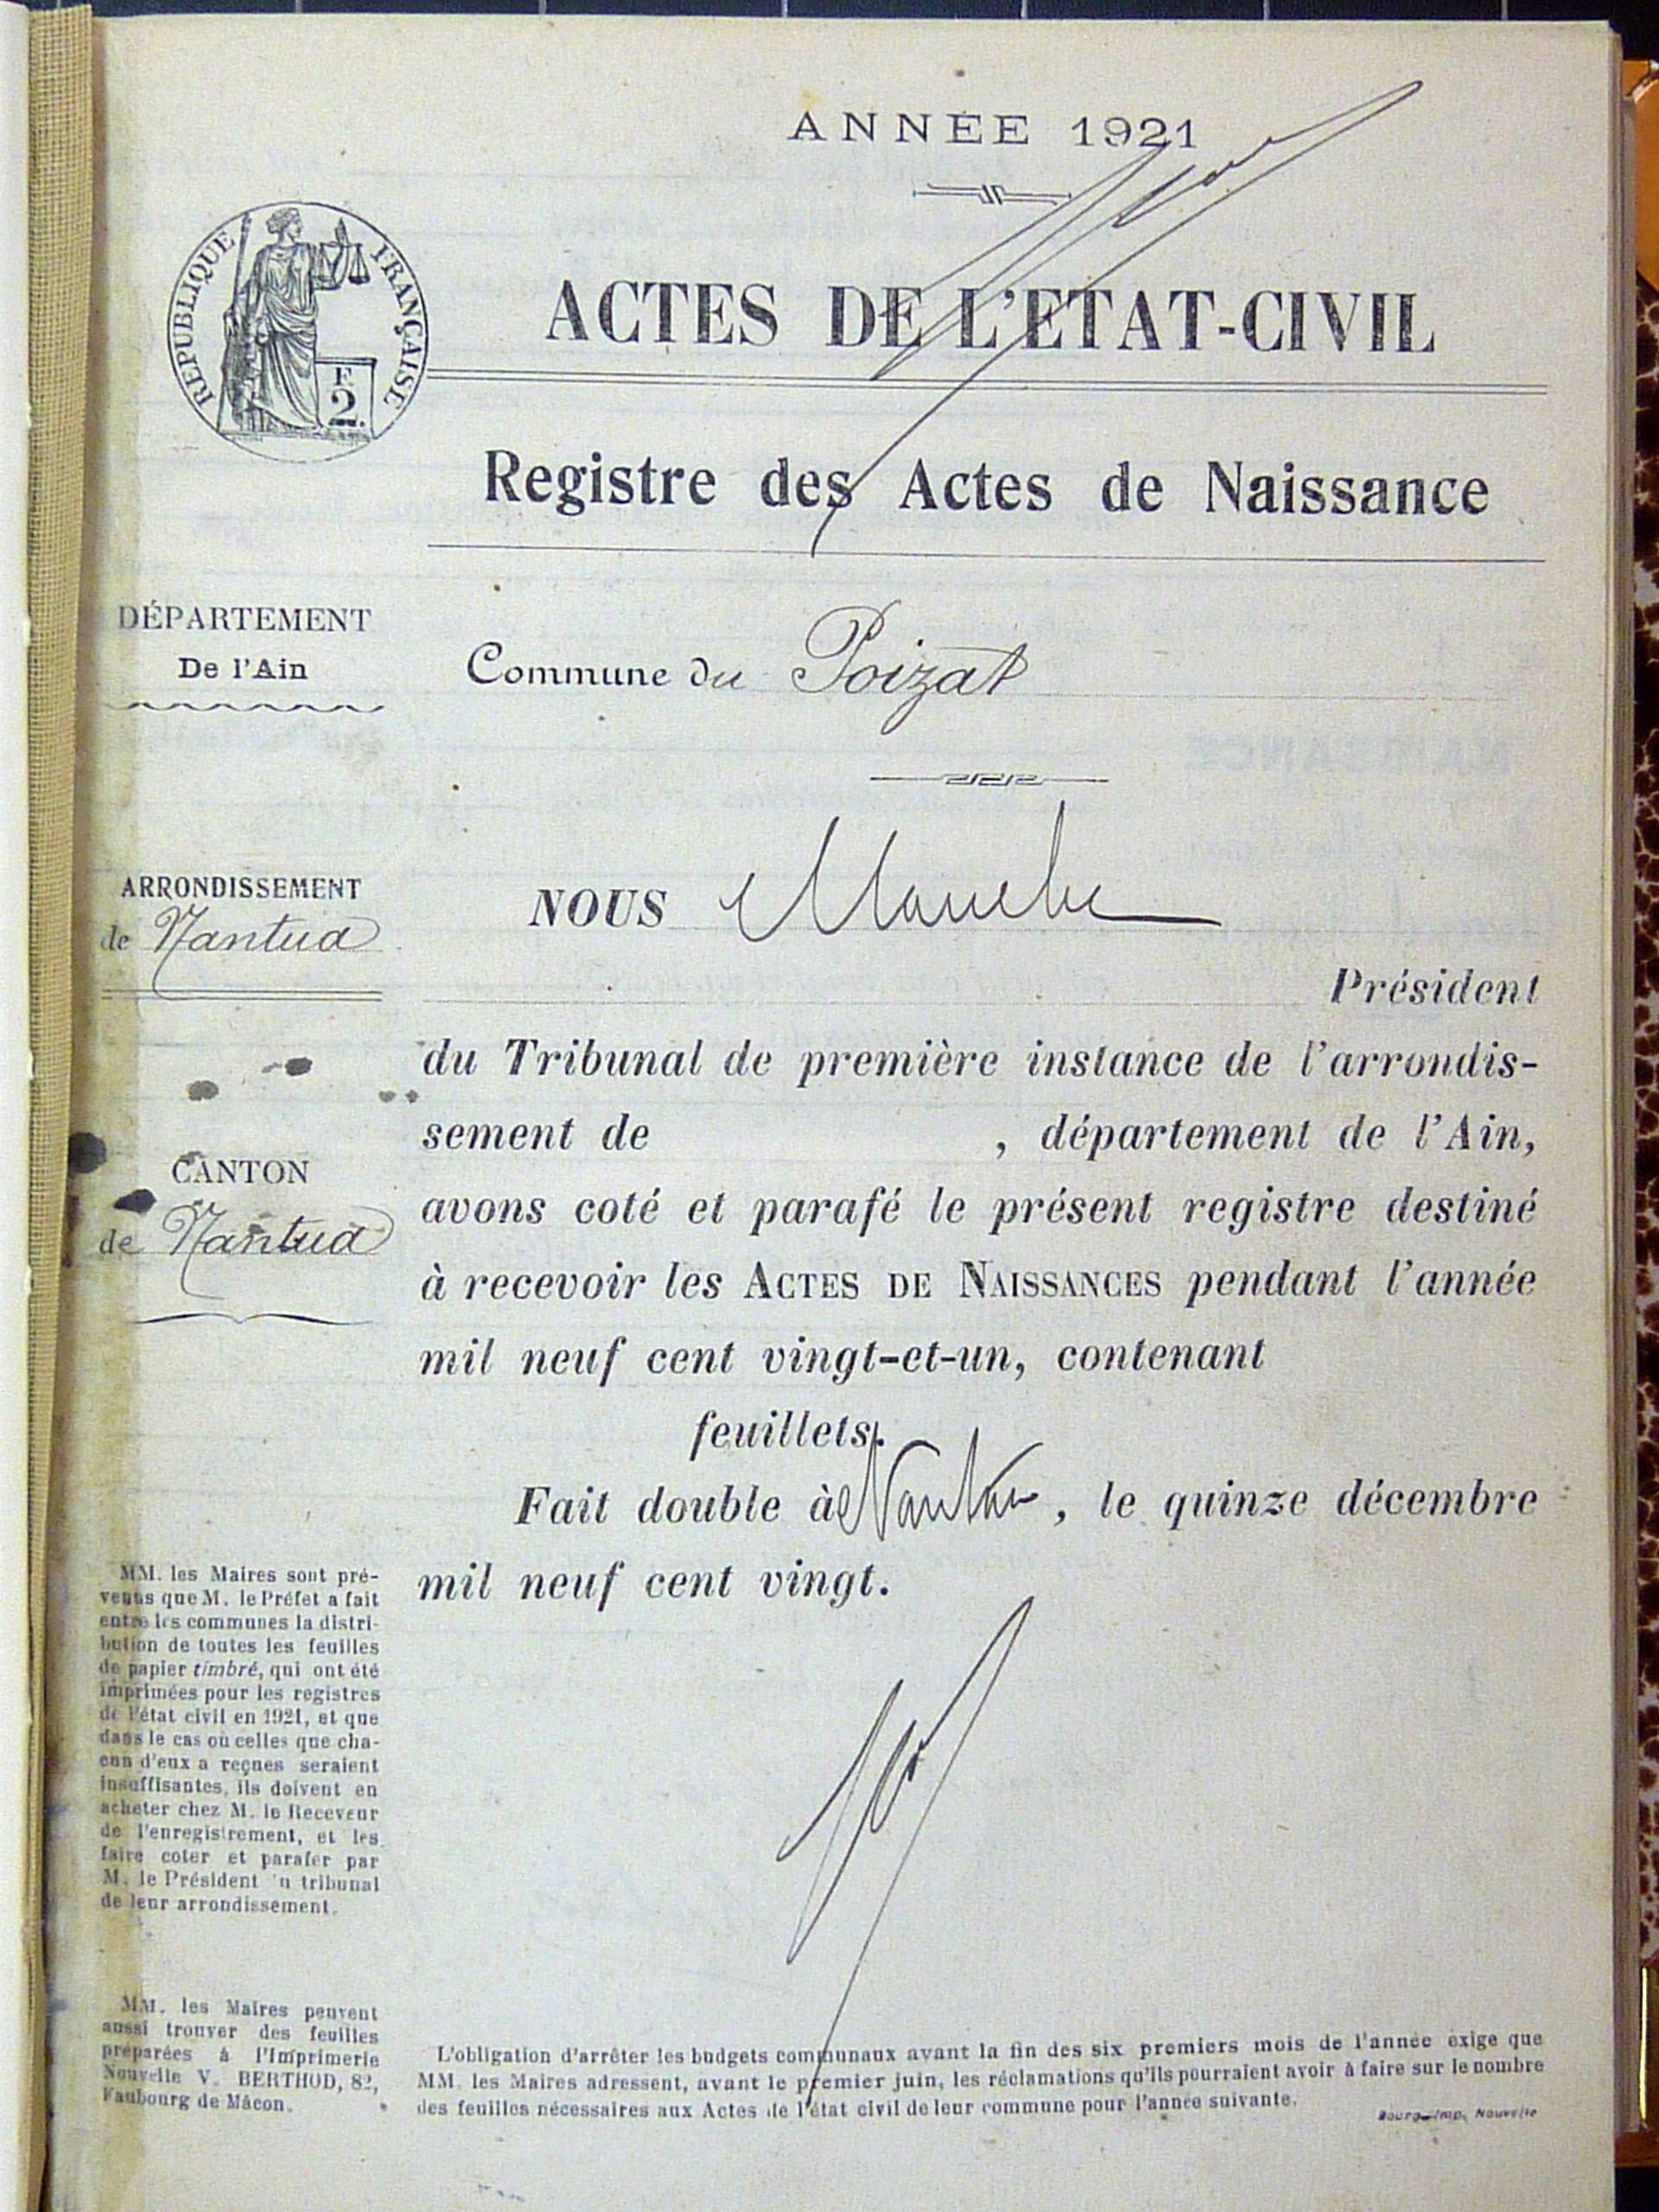 ANNÉE 1921
RÉPUBLIQUE FRANÇAISE
F.
2.
ACTES DE L'ETAT-CIVIL
Registre des Actes de Naissance
DÉPARTEMENT
De l'Ain
Commune du Poizat
ARRONDISSEMENT
de Nantua
CANTON
de Nantua
NOUS
Président
du Tribunal de première instance de l'arrondis-
sement de , département de l'Ain,
avons coté et parafé le présent registre destiné
à recevoir les ACTES DE NAISSANCES pendant l'année
mil neuf cent vingt-et-un, contenant
feuillets.
Fait double à Nantua, le quinze décembre
mil neuf cent vingt.
MM. les Maires sont pré-
venus que M. le Préfet a fait
entre les communes la distri-
bution de toutes les feuilles
de papier timbré, qui ont été
imprimées pour les registres
de l'état civil en 1921, et que
dans le cas où celles que cha-
cun d'eux a reçues seraient
insuffisantes, ils doivent en
acheter chez M. le Receveur
de l'enregistrement, et les
faire coter et parafer par
M. le Président 'u tribunal
de leur arrondissement.
MM. les Maires peuvent
aussi trouver des feuilles
préparées à l'Imprimerie
Nouvelle V. BERTHOD, 82,
Faubourg de Mâcon.
L'obligation d'arrêter les budgets communaux avant la fin des six premiers mois de l'année exige que
MM. les Maires adressent, avant le premier juin, les réclamations qu'ils pourraient avoir à faire sur le nombre
des feuilles nécessaires aux Actes de l'état civil de leur commune pour l'année suivante.
Bourg-Imp. Nouvelle